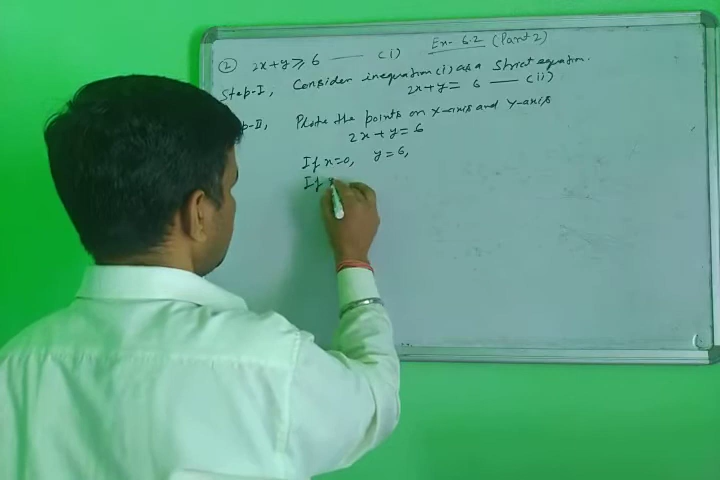 Ex- 6.2 (Part 2)
② 2x+y ≥ 6 — (i)
Step-I, Consider inequation (i) as a strict equation.
2x+y = 6 — (ii)
p-II, Plote the points on x-axis and y-axis
2x + y = 6
If x=0, y = 6,
If